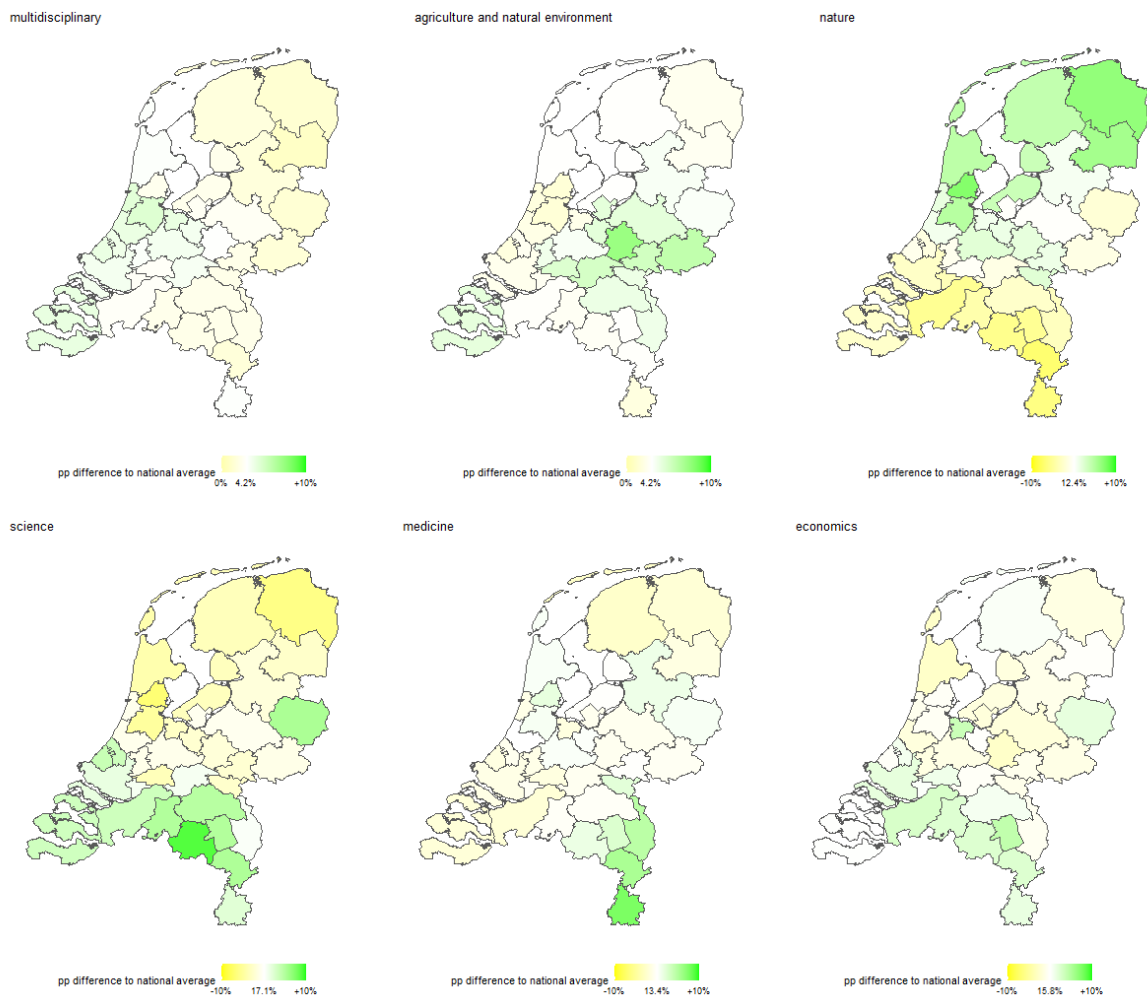 multidisciplinary
agriculture and natural environment
nature
pp difference to national average
0% 4.2% +10%
pp difference to national average
0% 4.2% +10%
pp difference to national average
-10% 12.4% +10%
science
medicine
economics
pp difference to national average
-10% 17.1% +10%
pp difference to national average
-10% 13.4% +10%
pp difference to national average
-10% 15.8% +10%